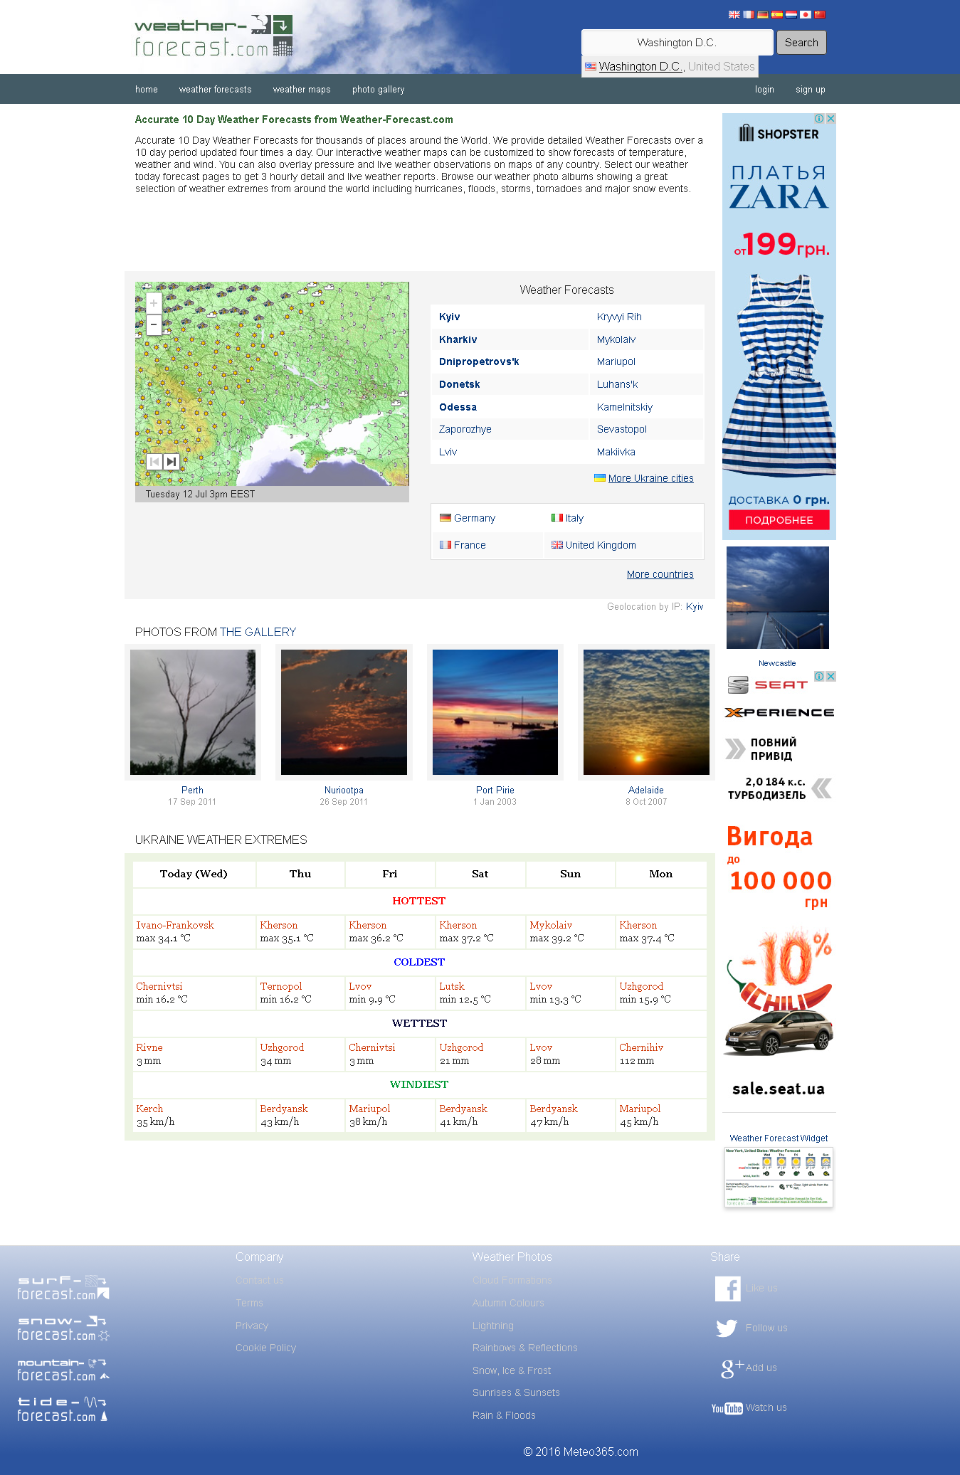 weather-
forecast.com
Washington D.C.
Search
Washington D.C., United States
home
weather forecasts
weather maps
photo gallery
login
sign up
Accurate 10 Day Weather Forecasts from Weather-Forecast.com
Accurate 10 Day Weather Forecasts for thousands of places around the World. We provide detailed Weather Forecasts over a
10 day period updated four times a day. Our interactive weather maps can be customized to show forecasts of temperature,
weather and wind. You can also overlay pressure and live weather observations on maps of any country. Select our weather
today forecast pages to get 3 hourly detail and live weather reports. Browse our weather photo albums showing a great
selection of weather extremes from around the world including hurricanes, floods, storms, tornadoes and major snow events.
SHOPSTER
ПЛАТЬЯ
ZARA
от 199 грн.
ДОСТАВКА 0 грн.
ПОДРОБНЕЕ
+
−
Tuesday 12 Jul 3pm EEST
Weather Forecasts
Kyiv Kryvyi Rih
Kharkiv Mykolaiv
Dnipropetrovs'k Mariupol
Donetsk Luhans'k
Odessa Kamelnitskiy
Zaporozhye Sevastopol
Lviv Makiivka
More Ukraine cities
Germany Italy
France United Kingdom
More countries
Geolocation by IP: Kyiv
Newcastle
PHOTOS FROM THE GALLERY
Perth
17 Sep 2011
Nuriootpa
26 Sep 2011
Port Pirie
1 Jan 2003
Adelaide
8 Oct 2007
SEAT
XPERIENCE
ПОВНИЙ
ПРИВІД
2,0 184 к.с.
ТУРБОДИЗЕЛЬ
Вигода
до
100 000
грн
-10%
CHILI
sale.seat.ua
UKRAINE WEATHER EXTREMES
Today (Wed) Thu Fri Sat Sun Mon
HOTTEST
Ivano-Frankovsk Kherson Kherson Kherson Mykolaiv Kherson
max 34.1 °C max 35.1 °C max 36.2 °C max 37.2 °C max 39.2 °C max 37.4 °C
COLDEST
Chernivtsi Ternopol Lvov Lutsk Lvov Uzhgorod
min 16.2 °C min 16.2 °C min 9.9 °C min 12.5 °C min 13.3 °C min 15.9 °C
WETTEST
Rivne Uzhgorod Chernivtsi Uzhgorod Lvov Chernihiv
3 mm 34 mm 3 mm 21 mm 28 mm 112 mm
WINDIEST
Kerch Berdyansk Mariupol Berdyansk Berdyansk Mariupol
35 km/h 43 km/h 38 km/h 41 km/h 47 km/h 45 km/h
Weather Forecast Widget
surf-
forecast.com
snow-
forecast.com
mountain-
forecast.com
tide-
forecast.com
Company
Contact us
Terms
Privacy
Cookie Policy
Weather Photos
Cloud Formations
Autumn Colours
Lightning
Rainbows & Reflections
Snow, Ice & Frost
Sunrises & Sunsets
Rain & Floods
Share
Like us
Follow us
Add us
YouTube Watch us
© 2016 Meteo365.com